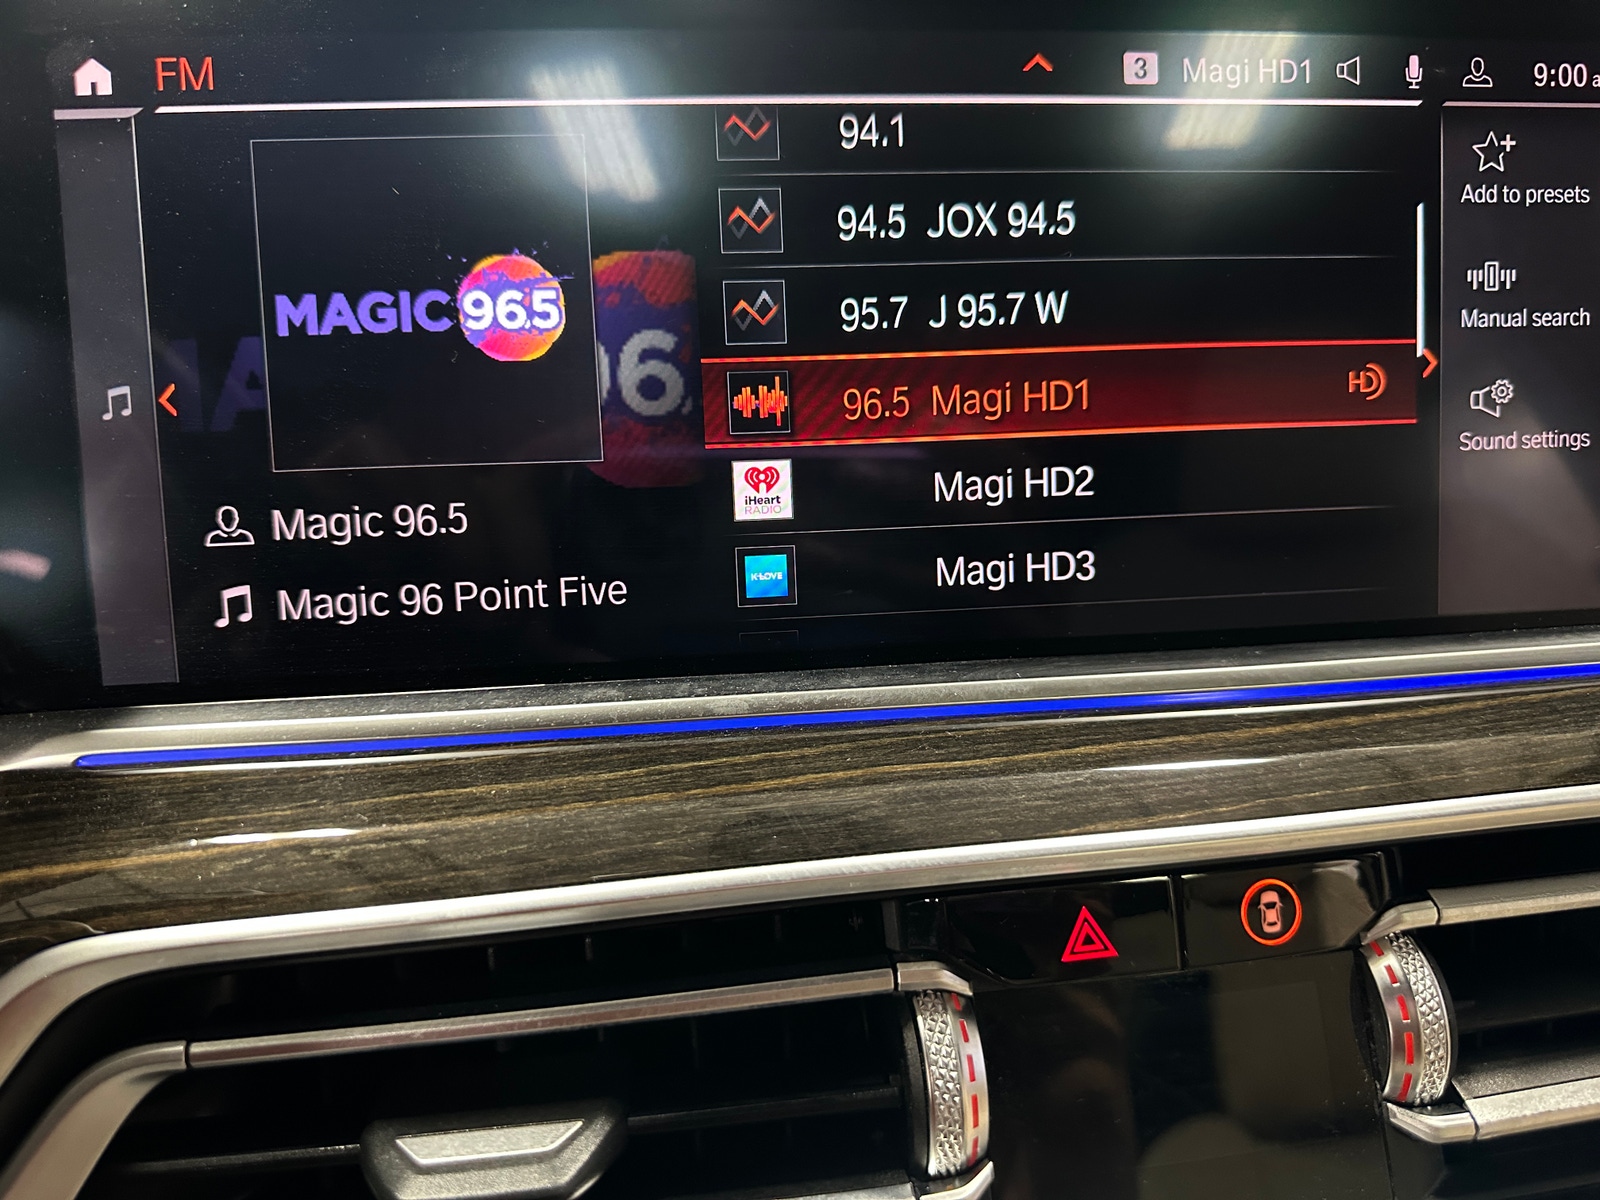 FM
3 Magi HD1
9:00
MAGIC 96.5
96.
Magic 96.5
Magic 96 Point Five
94.1
94.5 JOX 94.5
95.7 J 95.7 W
96.5 Magi HD1 HD
iHeart RADIO Magi HD2
K-LOVE Magi HD3
Add to presets
Manual search
Sound settings